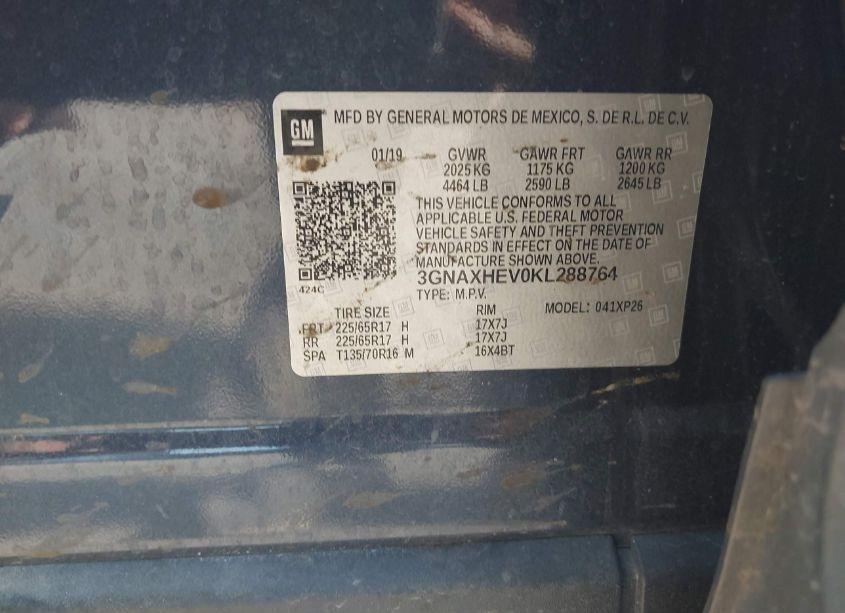 GM
MFD BY GENERAL MOTORS DE MEXICO, S. DE R.L. DE C.V.
01/19 GVWR GAWR FRT GAWR RR
2025 KG 1175 KG 1200 KG
4464 LB 2590 LB 2645 LB
THIS VEHICLE CONFORMS TO ALL
APPLICABLE U.S. FEDERAL MOTOR
VEHICLE SAFETY AND THEFT PREVENTION
STANDARDS IN EFFECT ON THE DATE OF
MANUFACTURE SHOWN ABOVE.
3GNAXHEV0KL288764
424C
TYPE: M.P.V. MODEL: 041XP26
TIRE SIZE RIM
FRT 225/65R17 H 17X7J
RR 225/65R17 H 17X7J
SPA T135/70R16 M 16X4BT